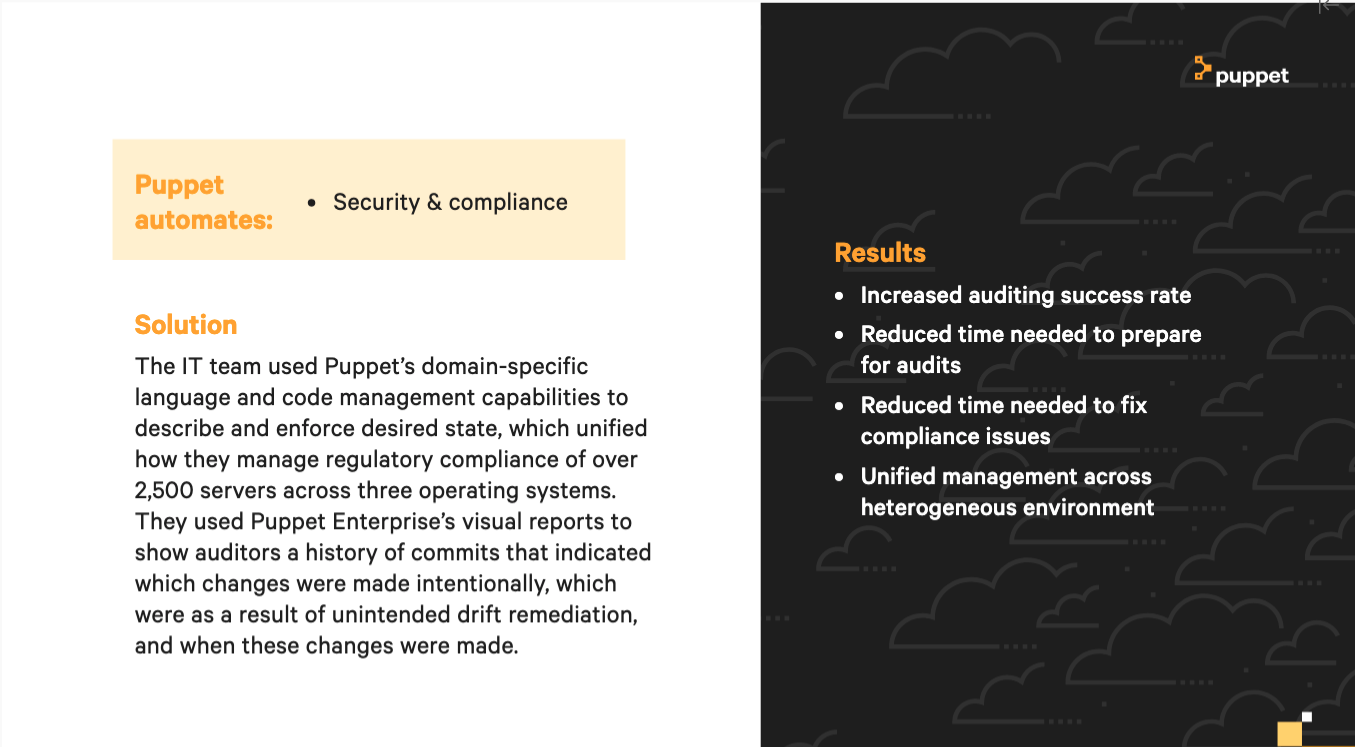 Puppet
automates:
• Security & compliance
Solution
The IT team used Puppet’s domain-specific
language and code management capabilities to
describe and enforce desired state, which unified
how they manage regulatory compliance of over
2,500 servers across three operating systems.
They used Puppet Enterprise’s visual reports to
show auditors a history of commits that indicated
which changes were made intentionally, which
were as a result of unintended drift remediation,
and when these changes were made.
puppet
Results
• Increased auditing success rate
• Reduced time needed to prepare
for audits
• Reduced time needed to fix
compliance issues
• Unified management across
heterogeneous environment